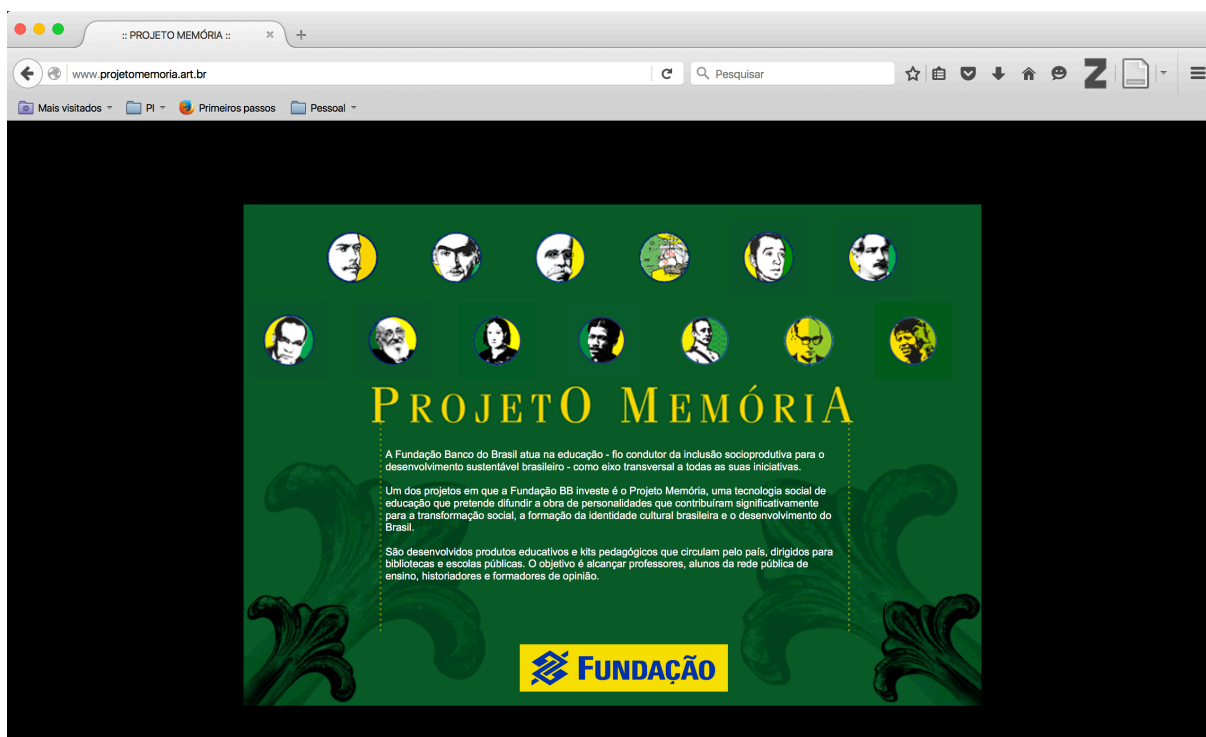 :: PROJETO MEMÓRIA ::
www.projetomemoria.art.br
Pesquisar
Mais visitados
PI
Primeiros passos
Pessoal
PROJETO MEMÓRIA
A Fundação Banco do Brasil atua na educação - fio condutor da inclusão socioprodutiva para o
desenvolvimento sustentável brasileiro - como eixo transversal a todas as suas iniciativas.
Um dos projetos em que a Fundação BB investe é o Projeto Memória, uma tecnologia social de
educação que pretende difundir a obra de personalidades que contribuíram significativamente
para a transformação social, a formação da identidade cultural brasileira e o desenvolvimento do
Brasil.
São desenvolvidos produtos educativos e kits pedagógicos que circulam pelo país, dirigidos para
bibliotecas e escolas públicas. O objetivo é alcançar professores, alunos da rede pública de
ensino, historiadores e formadores de opinião.
FUNDAÇÃO